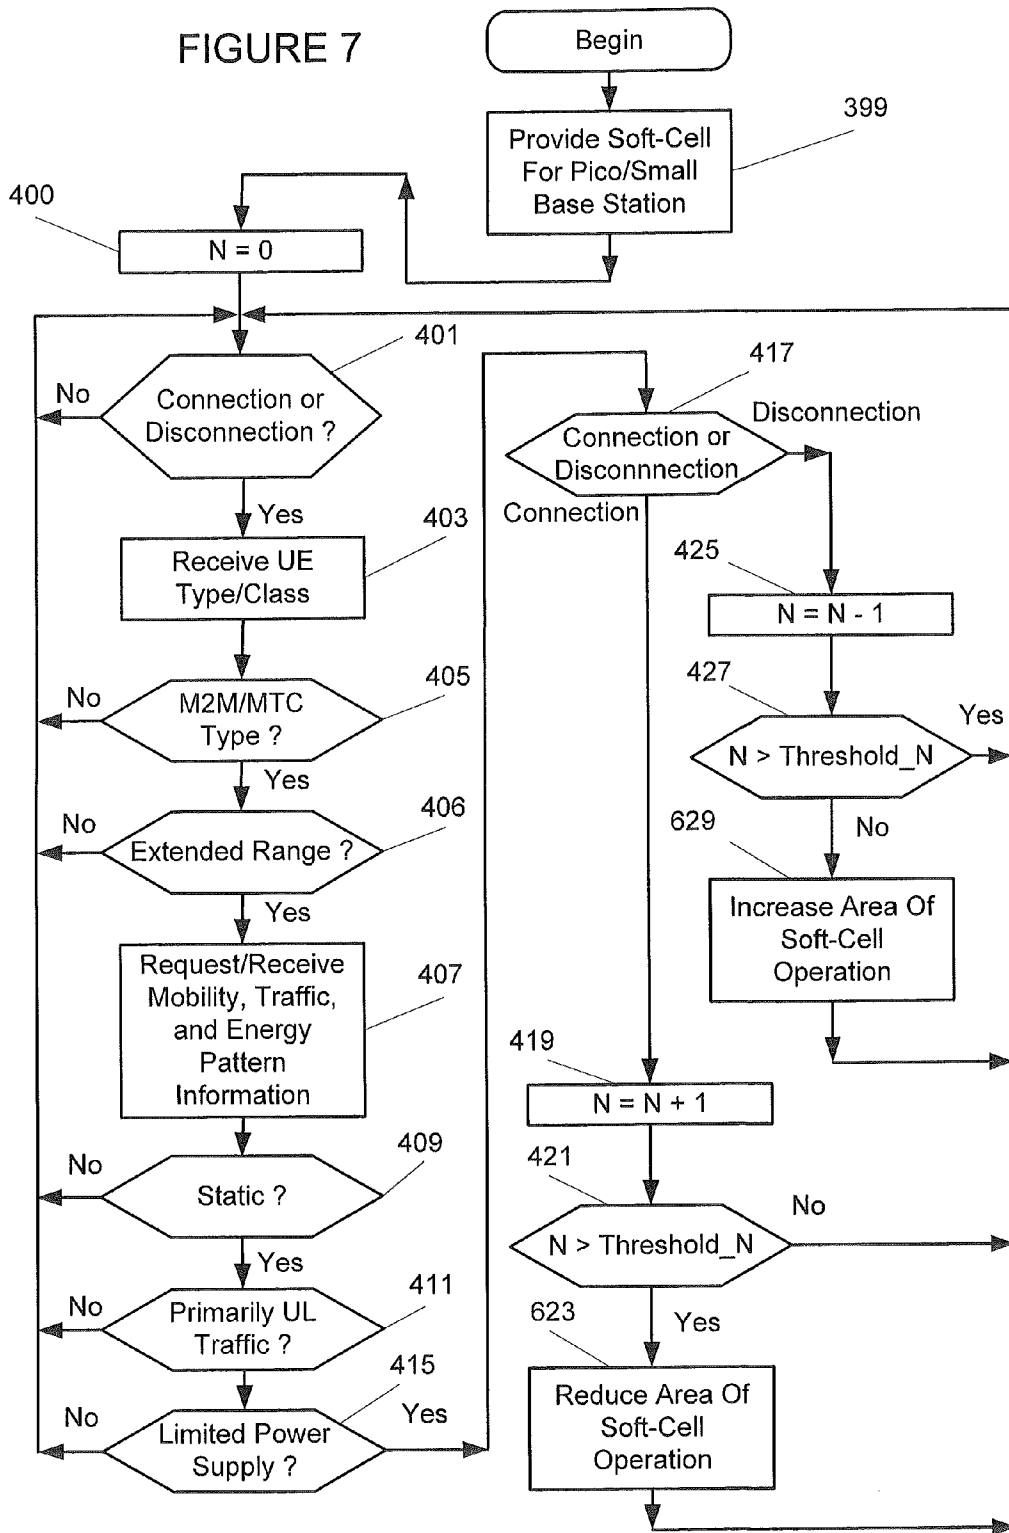 FIGURE 7
Begin
399
Provide Soft-Cell
For Pico/Small
Base Station
400
N = 0
401
Connection or
Disconnection ?
No
Yes
403
Receive UE
Type/Class
405
M2M/MTC
Type ?
No
Yes
406
Extended Range ?
No
Yes
407
Request/Receive
Mobility, Traffic,
and Energy
Pattern
Information
409
Static ?
No
Yes
411
Primarily UL
Traffic ?
No
415
Limited Power
Supply ?
No
Yes
417
Connection or
Disconnnection
Disconnection
Connection
425
N = N - 1
427
N > Threshold_N
Yes
No
629
Increase Area Of
Soft-Cell
Operation
419
N = N + 1
421
N > Threshold_N
No
Yes
623
Reduce Area Of
Soft-Cell
Operation